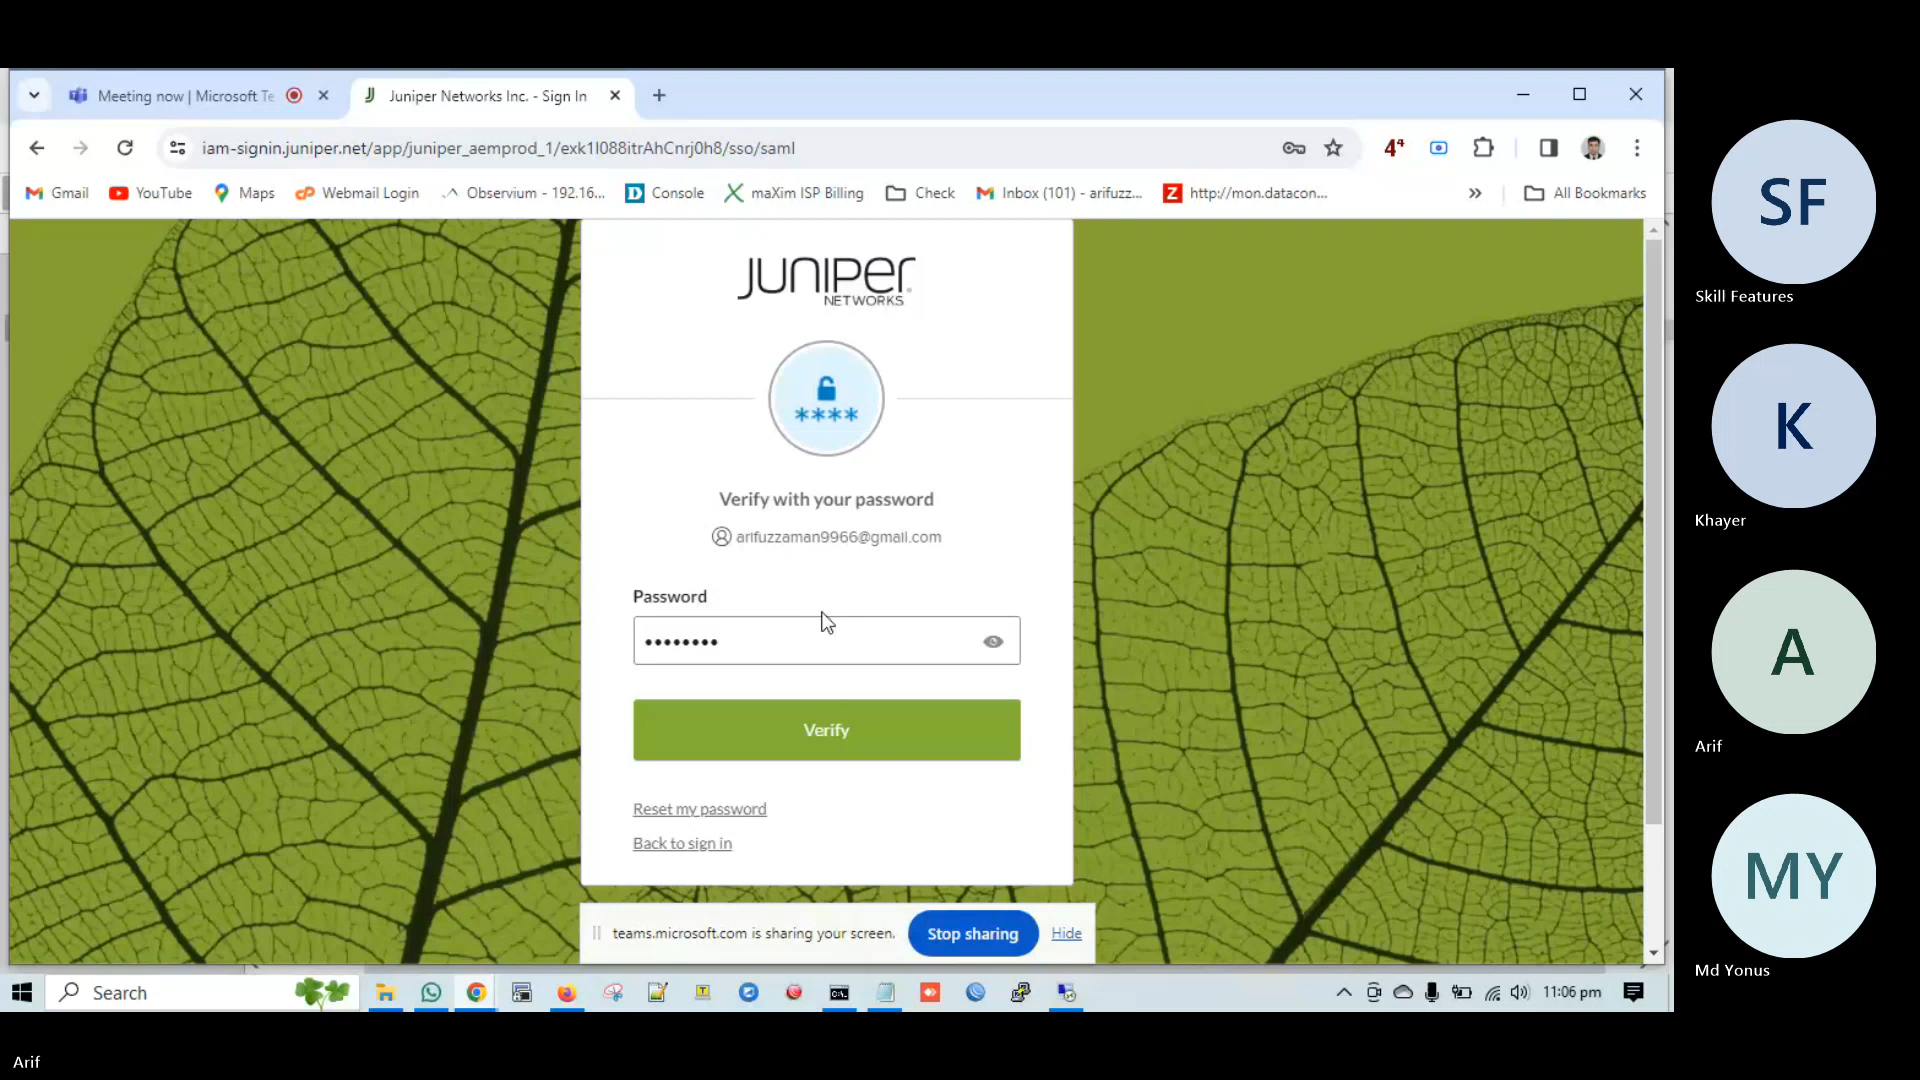 Meeting now | Microsoft Te
Juniper Networks Inc. - Sign In
iam-signin.juniper.net/app/juniper_aemprod_1/exk1l088itrAhCnrj0h8/sso/saml
Gmail YouTube Maps Webmail Login Observium - 192.16... Console maXim ISP Billing Check Inbox (101) - arifuzz... http://mon.datacon... » All Bookmarks
JUNIPer
NETWORKS
****
Verify with your password
arifuzzaman9966@gmail.com
Password
••••••••
Verify
Reset my password
Back to sign in
teams.microsoft.com is sharing your screen. Stop sharing Hide
Search
11:06 pm
SF
Skill Features
K
Khayer
A
Arif
MY
Md Yonus
Arif